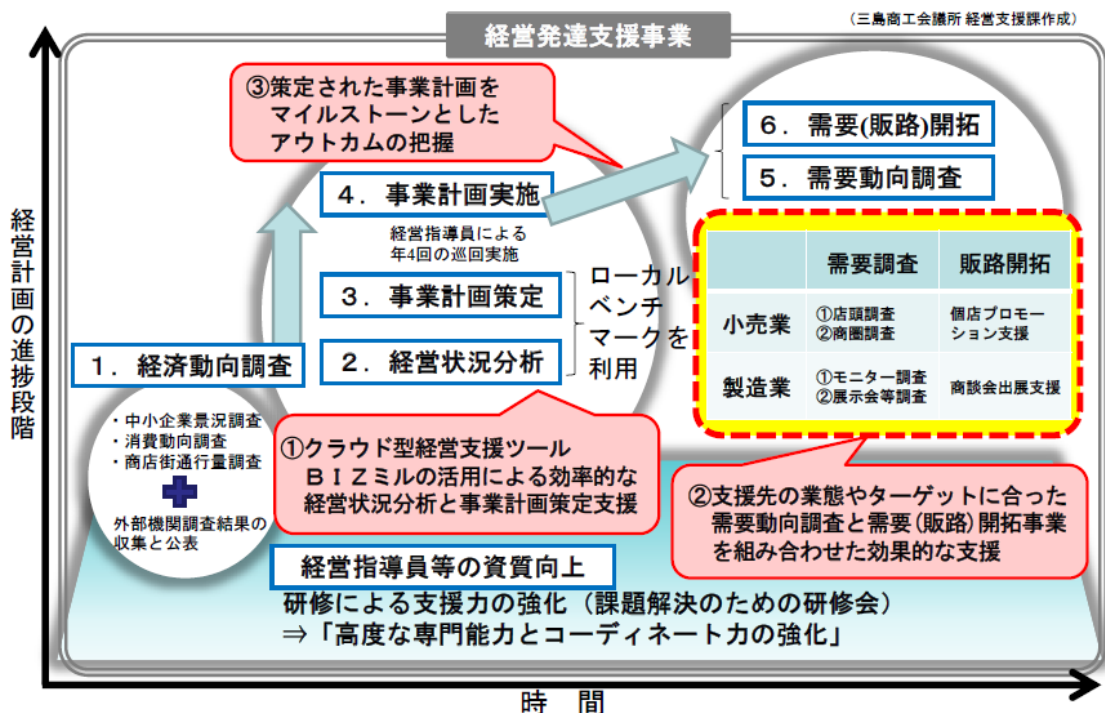 （三島商工会議所 経営支援課作成）
経営発達支援事業
③策定された事業計画を
マイルストーンとした
アウトカムの把握
６．需要(販路)開拓
５．需要動向調査
４．事業計画実施
経営指導員による
年4回の巡回実施
３．事業計画策定
２．経営状況分析
ローカル
ベンチ
マークを
利用
１．経済動向調査
・中小企業景況調査
・消費動向調査
・商店街通行量調査
外部機関調査結果の
収集と公表
需要調査 販路開拓
小売業
①店頭調査
②商圏調査
個店プロモー
ション支援
製造業
①モニター調査
②展示会等調査
商談会出展支援
①クラウド型経営支援ツール
ＢＩＺミルの活用による効率的な
経営状況分析と事業計画策定支援
②支援先の業態やターゲットに合った
需要動向調査と需要(販路)開拓事業
を組み合わせた効果的な支援
経営指導員等の資質向上
研修による支援力の強化（課題解決のための研修会）
⇒「高度な専門能力とコーディネート力の強化」
経営計画の進捗段階
時 間